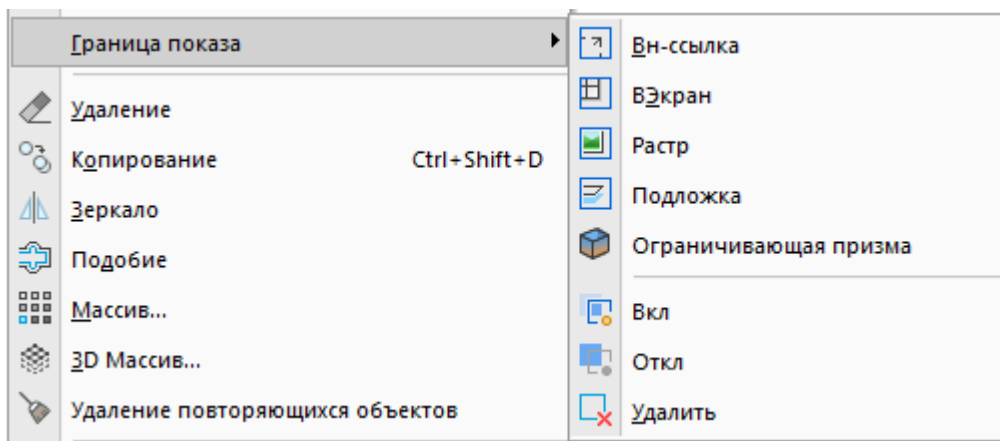 Граница показа
Удаление
Копирование Ctrl+Shift+D
Зеркало
Подобие
Массив...
3D Массив...
Удаление повторяющихся объектов
Вн-ссылка
ВЭкран
Растр
Подложка
Ограничивающая призма
Вкл
Откл
Удалить